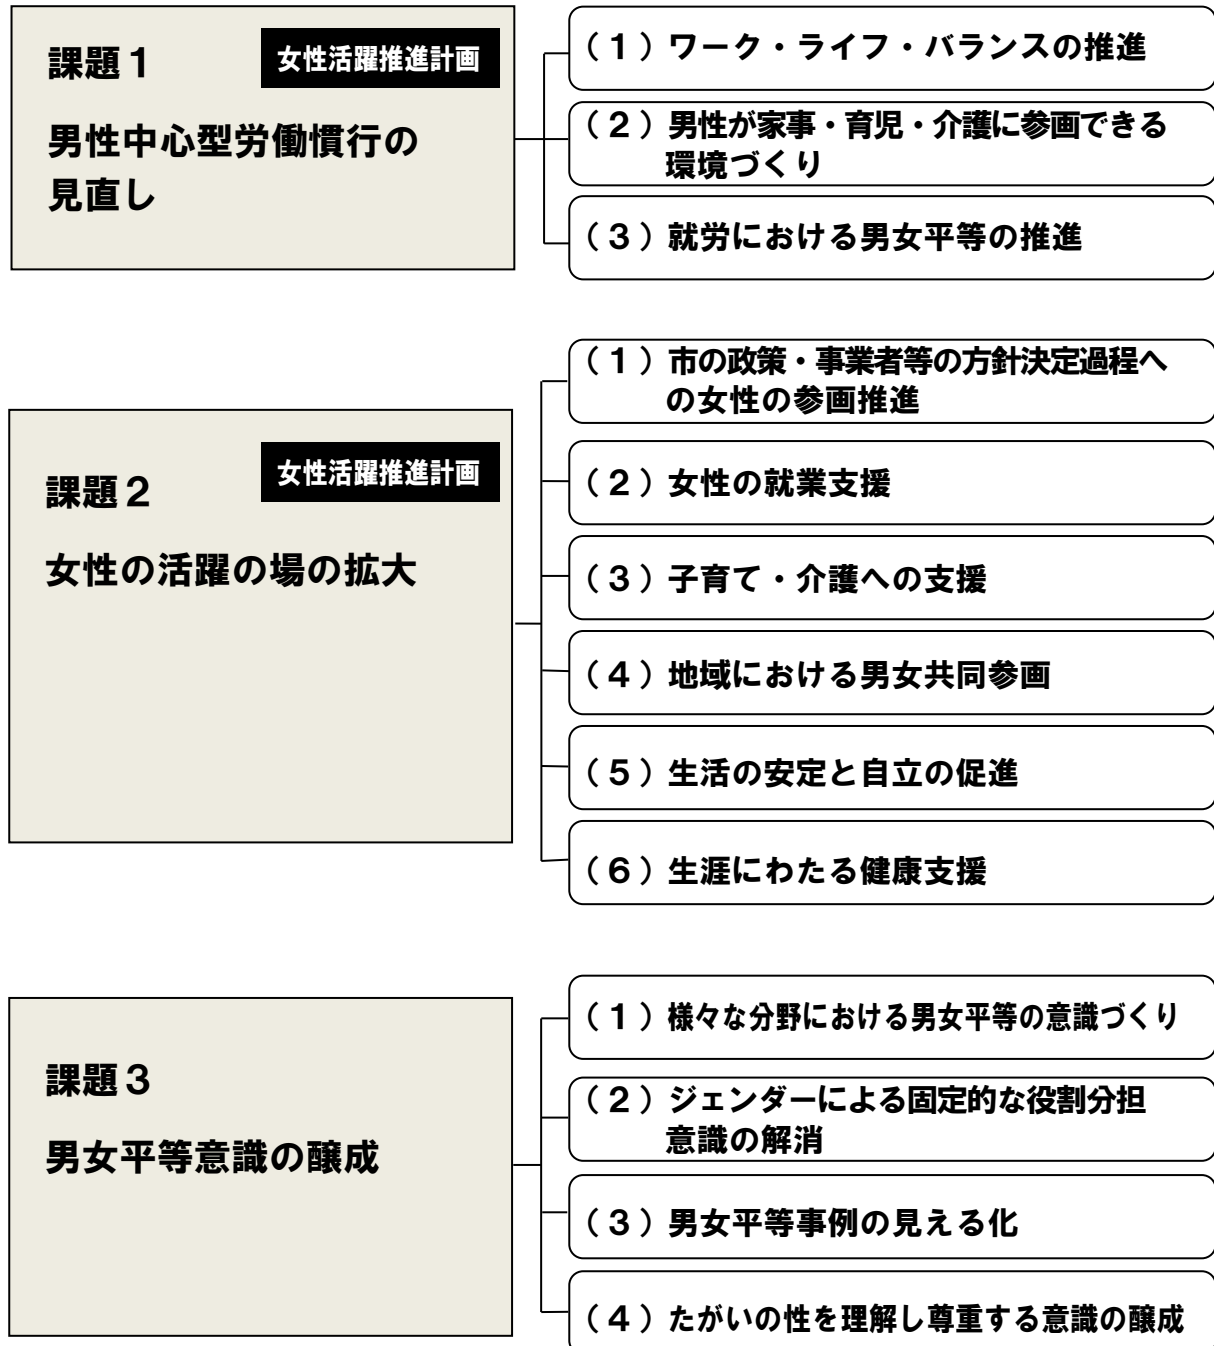 課題１
女性活躍推進計画
男性中心型労働慣行の
見直し
（１）ワーク・ライフ・バランスの推進
（２）男性が家事・育児・介護に参画できる
環境づくり
（３）就労における男女平等の推進
課題２
女性活躍推進計画
女性の活躍の場の拡大
（１）市の政策・事業者等の方針決定過程へ
の女性の参画推進
（２）女性の就業支援
（３）子育て・介護への支援
（４）地域における男女共同参画
（５）生活の安定と自立の促進
（６）生涯にわたる健康支援
課題３
男女平等意識の醸成
（１）様々な分野における男女平等の意識づくり
（２）ジェンダーによる固定的な役割分担
意識の解消
（３）男女平等事例の見える化
（４）たがいの性を理解し尊重する意識の醸成